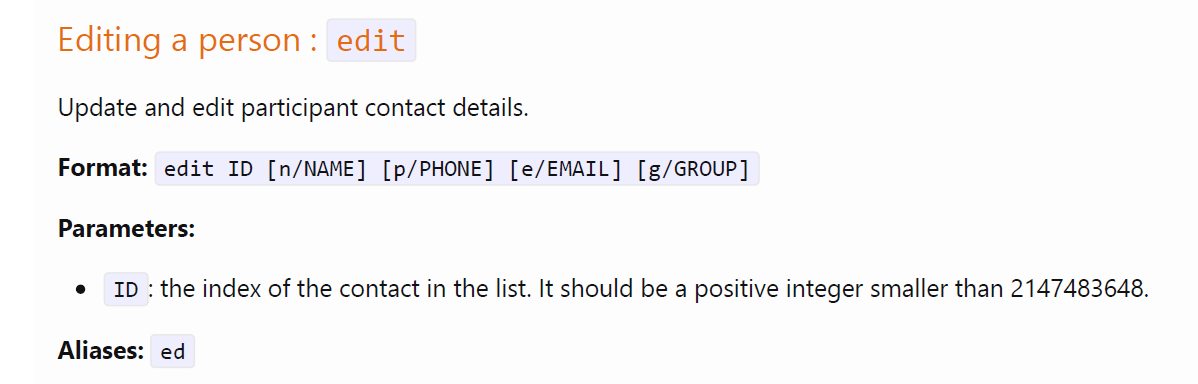 Editing a person : edit
Update and edit participant contact details.
Format: edit ID [n/NAME] [p/PHONE] [e/EMAIL] [g/GROUP]
Parameters:
• ID : the index of the contact in the list. It should be a positive integer smaller than 2147483648.
Aliases: ed